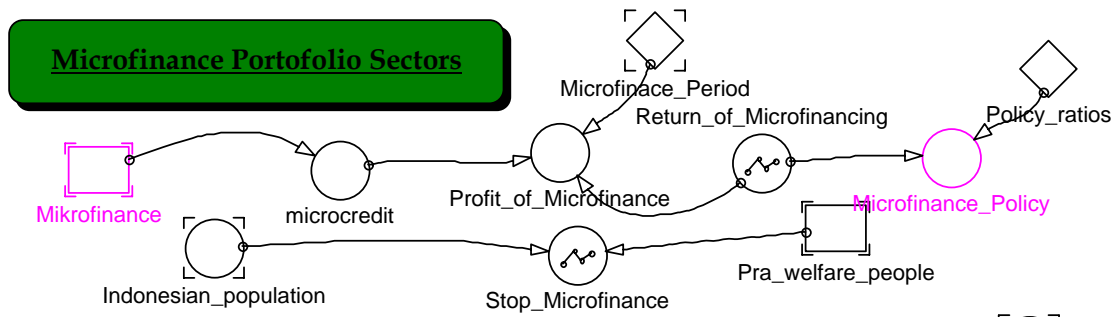 Microfinance Portofolio Sectors
Microfinace_Period
Return_of_Microfinancing
Policy_ratios
Mikrofinance
microcredit
Profit_of_Microfinance
Microfinance_Policy
Indonesian_population
Stop_Microfinance
Pra_welfare_people